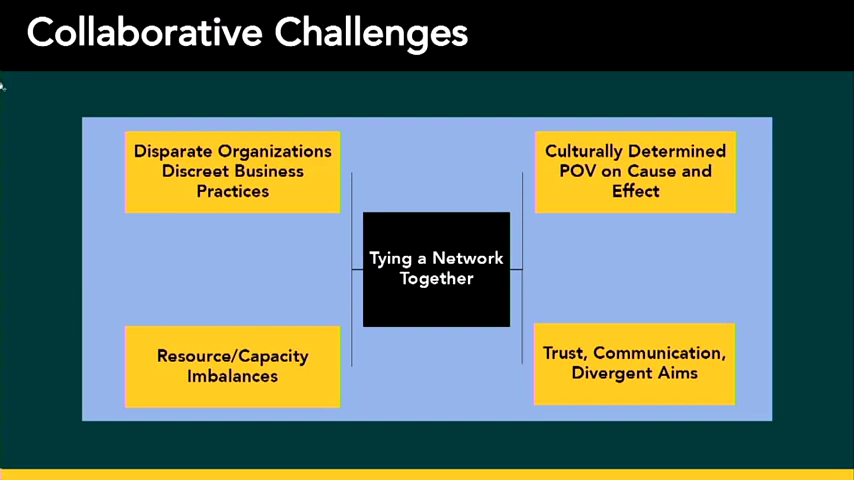 Collaborative Challenges
Disparate Organizations
Discreet Business
Practices
Culturally Determined
POV on Cause and
Effect
Tying a Network
Together
Resource/Capacity
Imbalances
Trust, Communication,
Divergent Aims